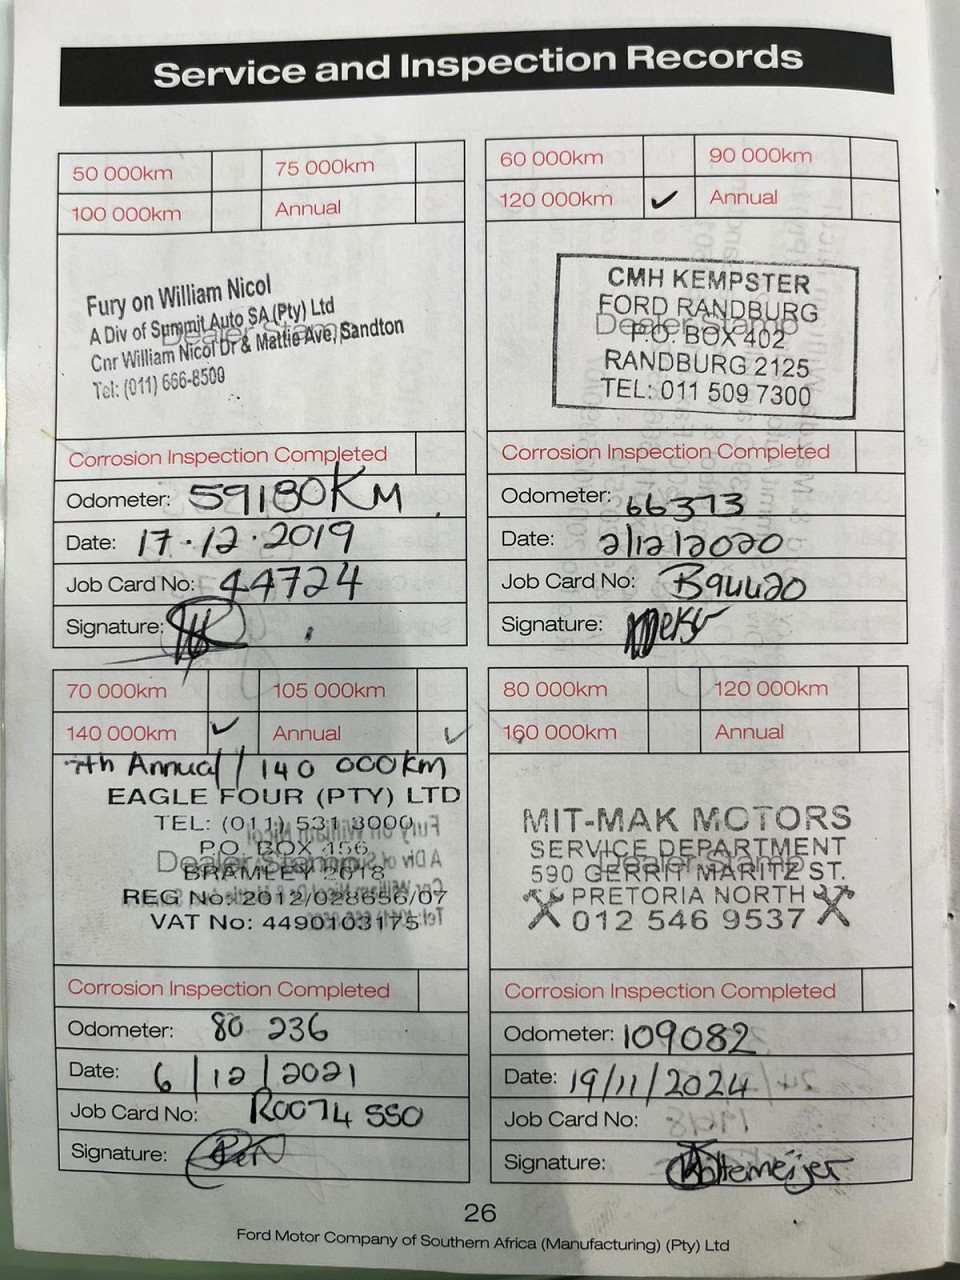 Service and Inspection Records
50 000km 75 000km
100 000km Annual
Dealer Stamp
Fury on William Nicol
A Div of Summit Auto SA (Pty) Ltd
Cnr William Nicol Dr & Mattie Ave, Sandton
Tel: (011) 666-8500
Corrosion Inspection Completed
Odometer: 59180KM
Date: 17.12.2019
Job Card No: 44724
Signature:
60 000km 90 000km
120 000km ✓ Annual
Dealer Stamp
CMH KEMPSTER
FORD RANDBURG
P.O. BOX 402
RANDBURG 2125
TEL: 011 509 7300
Corrosion Inspection Completed
Odometer: 66373
Date: 2/12/2020
Job Card No: B94420
Signature:
70 000km 105 000km
140 000km ✓ Annual ✓
7th Annual / 140 000km
Dealer Stamp
EAGLE FOUR (PTY) LTD
TEL: (011) 531 3000
P.O. BOX 456
BRAMLEY 2018
REG No: 2012/028656/07
VAT No: 4490103175
Corrosion Inspection Completed
Odometer: 80 236
Date: 6/12/2021
Job Card No: R0074 550
Signature:
80 000km 120 000km
160 000km Annual
Dealer Stamp
MIT-MAK MOTORS
SERVICE DEPARTMENT
590 GERRIT MARITZ ST.
PRETORIA NORTH
012 546 9537
Corrosion Inspection Completed
Odometer: 109082
Date: 19/11/2024
Job Card No:
Signature:
26
Ford Motor Company of Southern Africa (Manufacturing) (Pty) Ltd